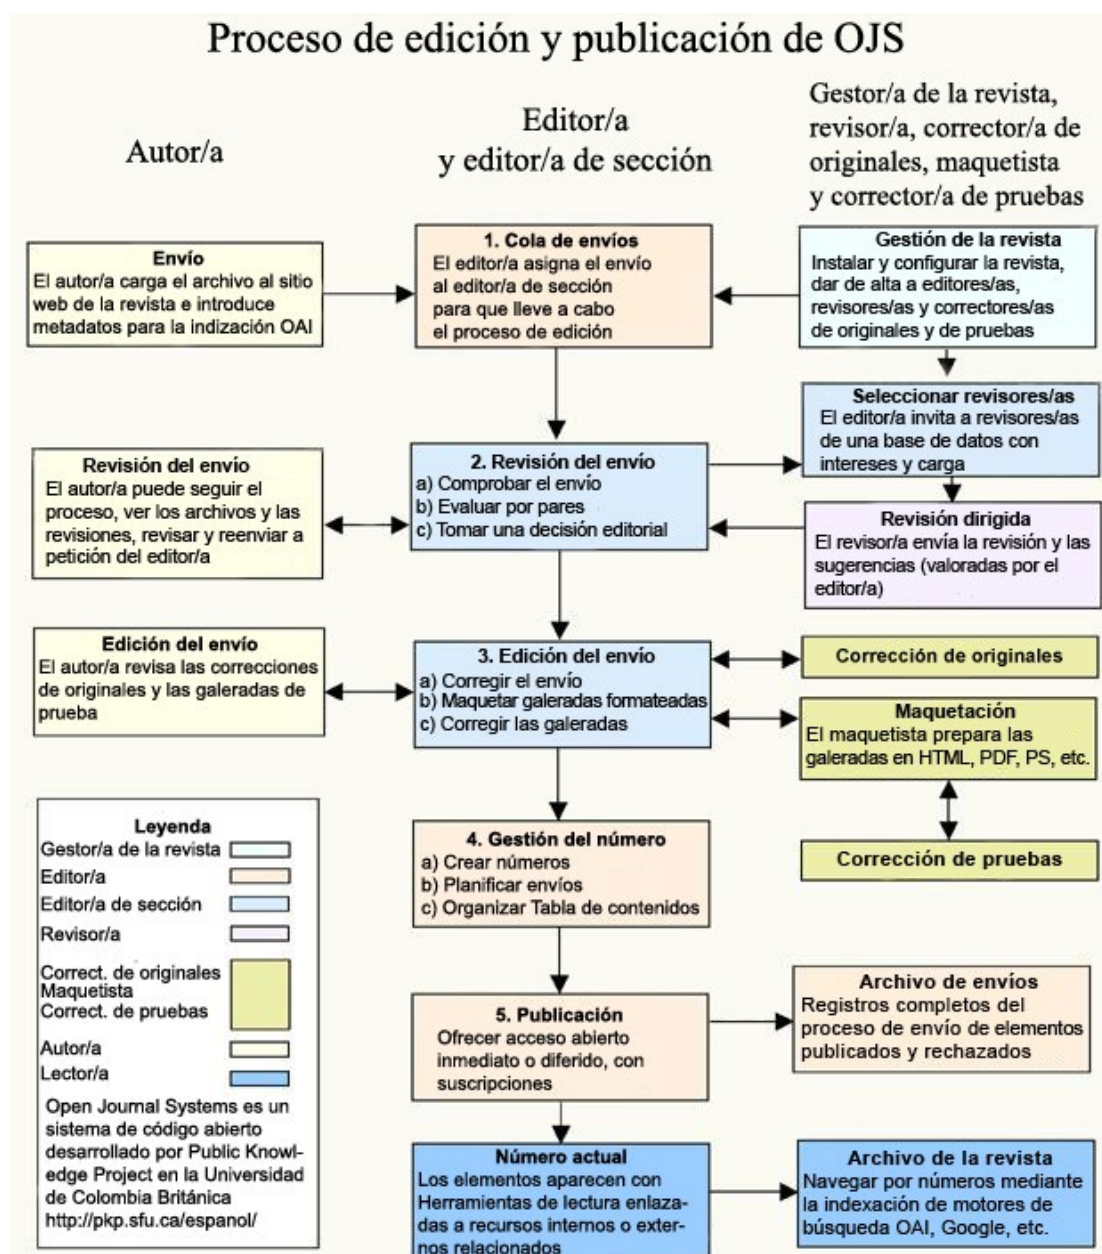 Proceso de edición y publicación de OJS
Autor/a
Editor/a
y editor/a de sección
Gestor/a de la revista,
revisor/a, corrector/a de
originales, maquetista
y corrector/a de pruebas
Envío
El autor/a carga el archivo al sitio
web de la revista e introduce
metadatos para la indización OAI
1. Cola de envíos
El editor/a asigna el envío
al editor/a de sección
para que lleve a cabo
el proceso de edición
Gestión de la revista
Instalar y configurar la revista,
dar de alta a editores/as,
revisores/as y correctores/as
de originales y de pruebas
Seleccionar revisores/as
El editor/a invita a revisores/as
de una base de datos con
intereses y carga
Revisión del envío
El autor/a puede seguir el
proceso, ver los archivos y las
revisiones, revisar y reenviar a
petición del editor/a
2. Revisión del envío
a) Comprobar el envío
b) Evaluar por pares
c) Tomar una decisión editorial
Revisión dirigida
El revisor/a envía la revisión y las
sugerencias (valoradas por el
editor/a)
Edición del envío
El autor/a revisa las correcciones
de originales y las galeradas de
prueba
3. Edición del envío
a) Corregir el envío
b) Maquetar galeradas formateadas
c) Corregir las galeradas
Corrección de originales
Maquetación
El maquetista prepara las
galeradas en HTML, PDF, PS, etc.
Corrección de pruebas
4. Gestión del número
a) Crear números
b) Planificar envíos
c) Organizar Tabla de contenidos
5. Publicación
Ofrecer acceso abierto
inmediato o diferido, con
suscripciones
Archivo de envíos
Registros completos del
proceso de envío de elementos
publicados y rechazados
Número actual
Los elementos aparecen con
Herramientas de lectura enlaza-
das a recursos internos o exter-
nos relacionados
Archivo de la revista
Navegar por números mediante
la indexación de motores de
búsqueda OAI, Google, etc.
Leyenda
Gestor/a de la revista
Editor/a
Editor/a de sección
Revisor/a
Correct. de originales
Maquetista
Correct. de pruebas
Autor/a
Lector/a
Open Journal Systems es un
sistema de código abierto
desarrollado por Public Knowl-
edge Project en la Universidad
de Colombia Británica
http://pkp.sfu.ca/espanol/